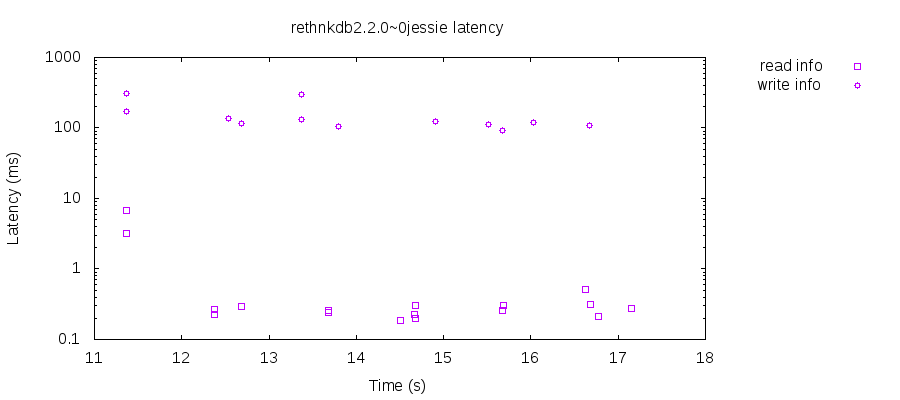 rethnkdb2.2.0~0jessie latency
read info
write info
1000
100
10
1
0.1
Latency (ms)
11 12 13 14 15 16 17 18
Time (s)